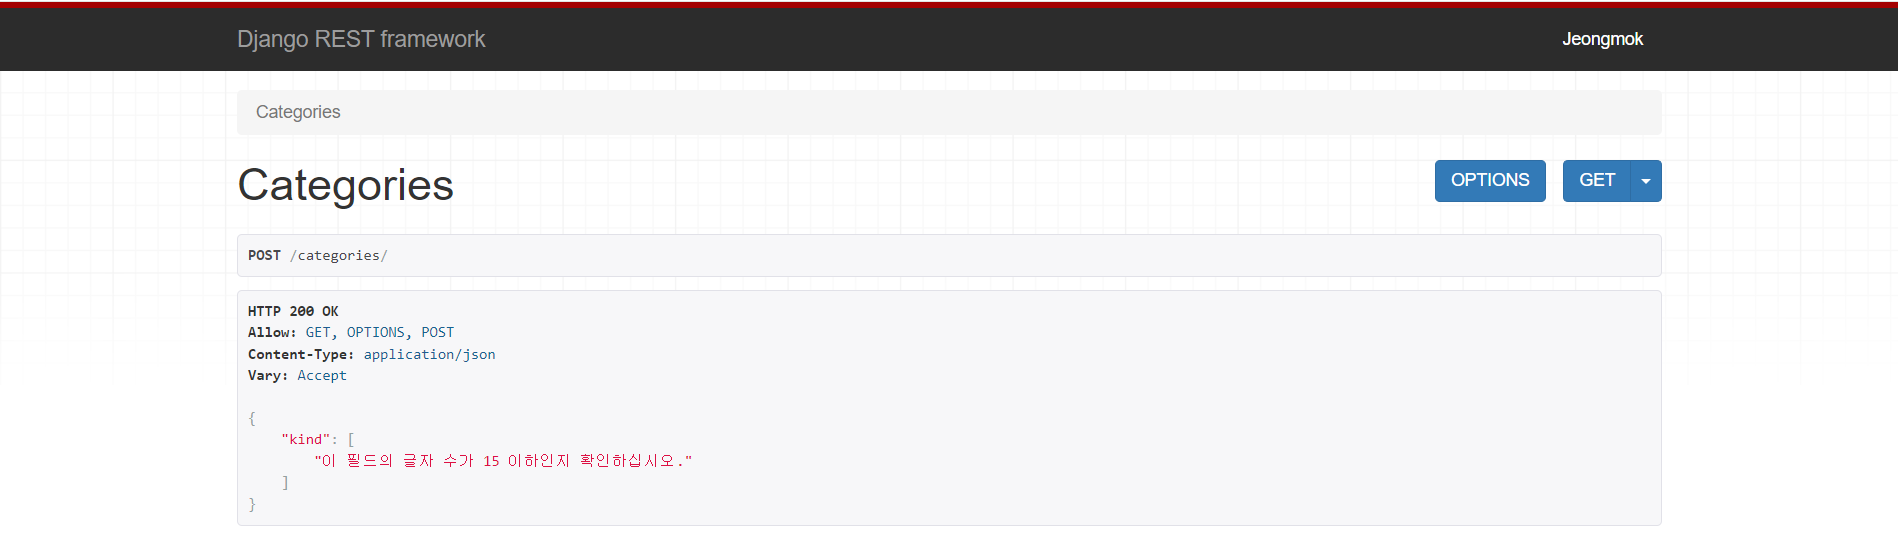 Django REST framework
Jeongmok
Categories
Categories
OPTIONS
GET
POST /categories/
HTTP 200 OK
Allow: GET, OPTIONS, POST
Content-Type: application/json
Vary: Accept
{
    "kind": [
        "이 필드의 글자 수가 15 이하인지 확인하십시오."
    ]
}